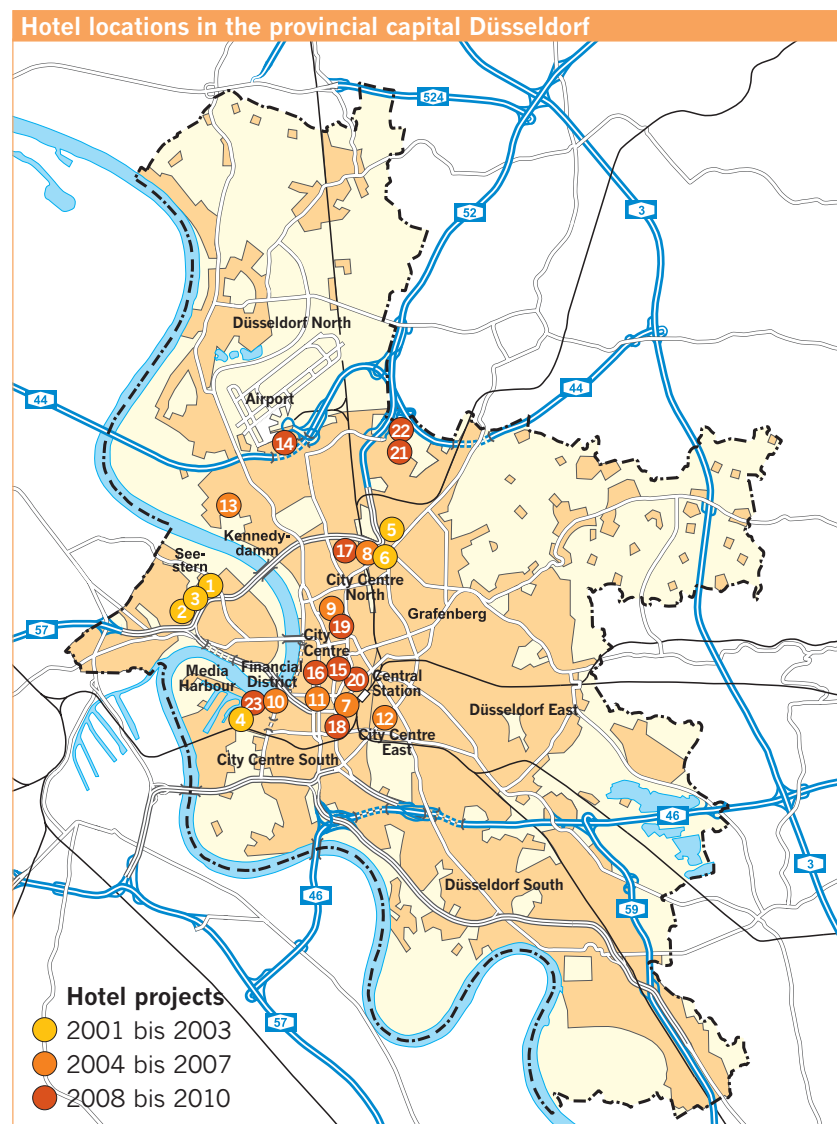 Hotel locations in the provincial capital Düsseldorf
524
52
3
Düsseldorf North
44
Airport
44
22
14
21
13
5
Kennedy-
damm
17
8
6
See-
stern
City Centre
North
1
3
2
9
Grafenberg
57
19
City
Centre
Media
Harbour
Financial
District
16
15
20
Central
Station
23
10
11
7
12
Düsseldorf East
4
18
City Centre
East
City Centre South
46
3
Düsseldorf South
46
59
57
Hotel projects
2001 bis 2003
2004 bis 2007
2008 bis 2010